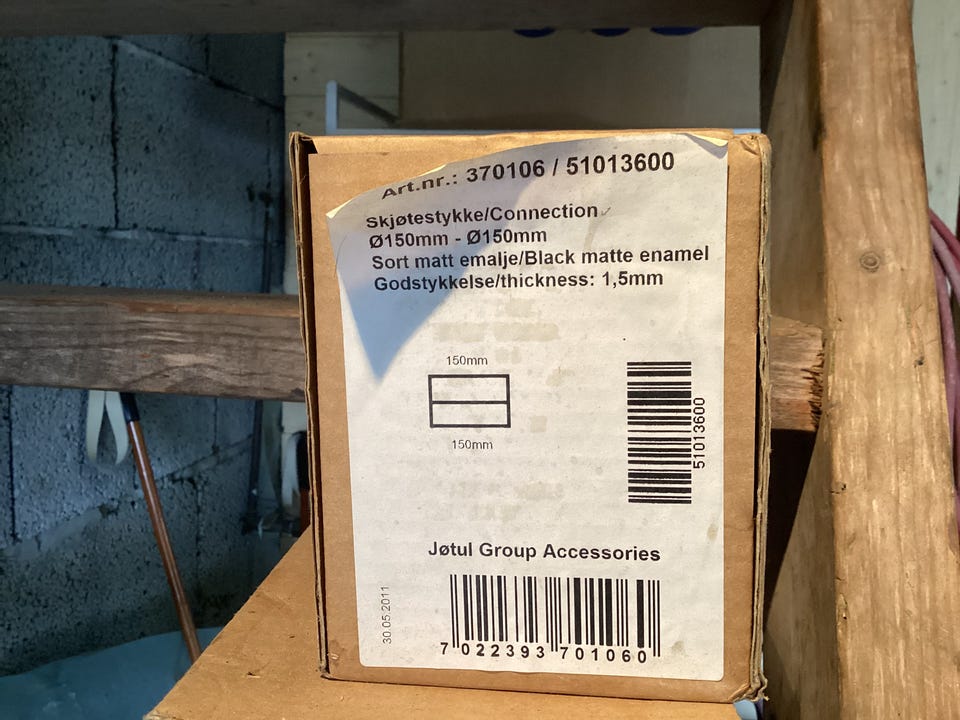 Art.nr.: 370106 / 51013600
Skjøtestykke/Connection
Ø150mm - Ø150mm
Sort matt emalje/Black matte enamel
Godstykkelse/thickness: 1,5mm
150mm
150mm
51013600
Jøtul Group Accessories
30.05.2011
7 022393 701060